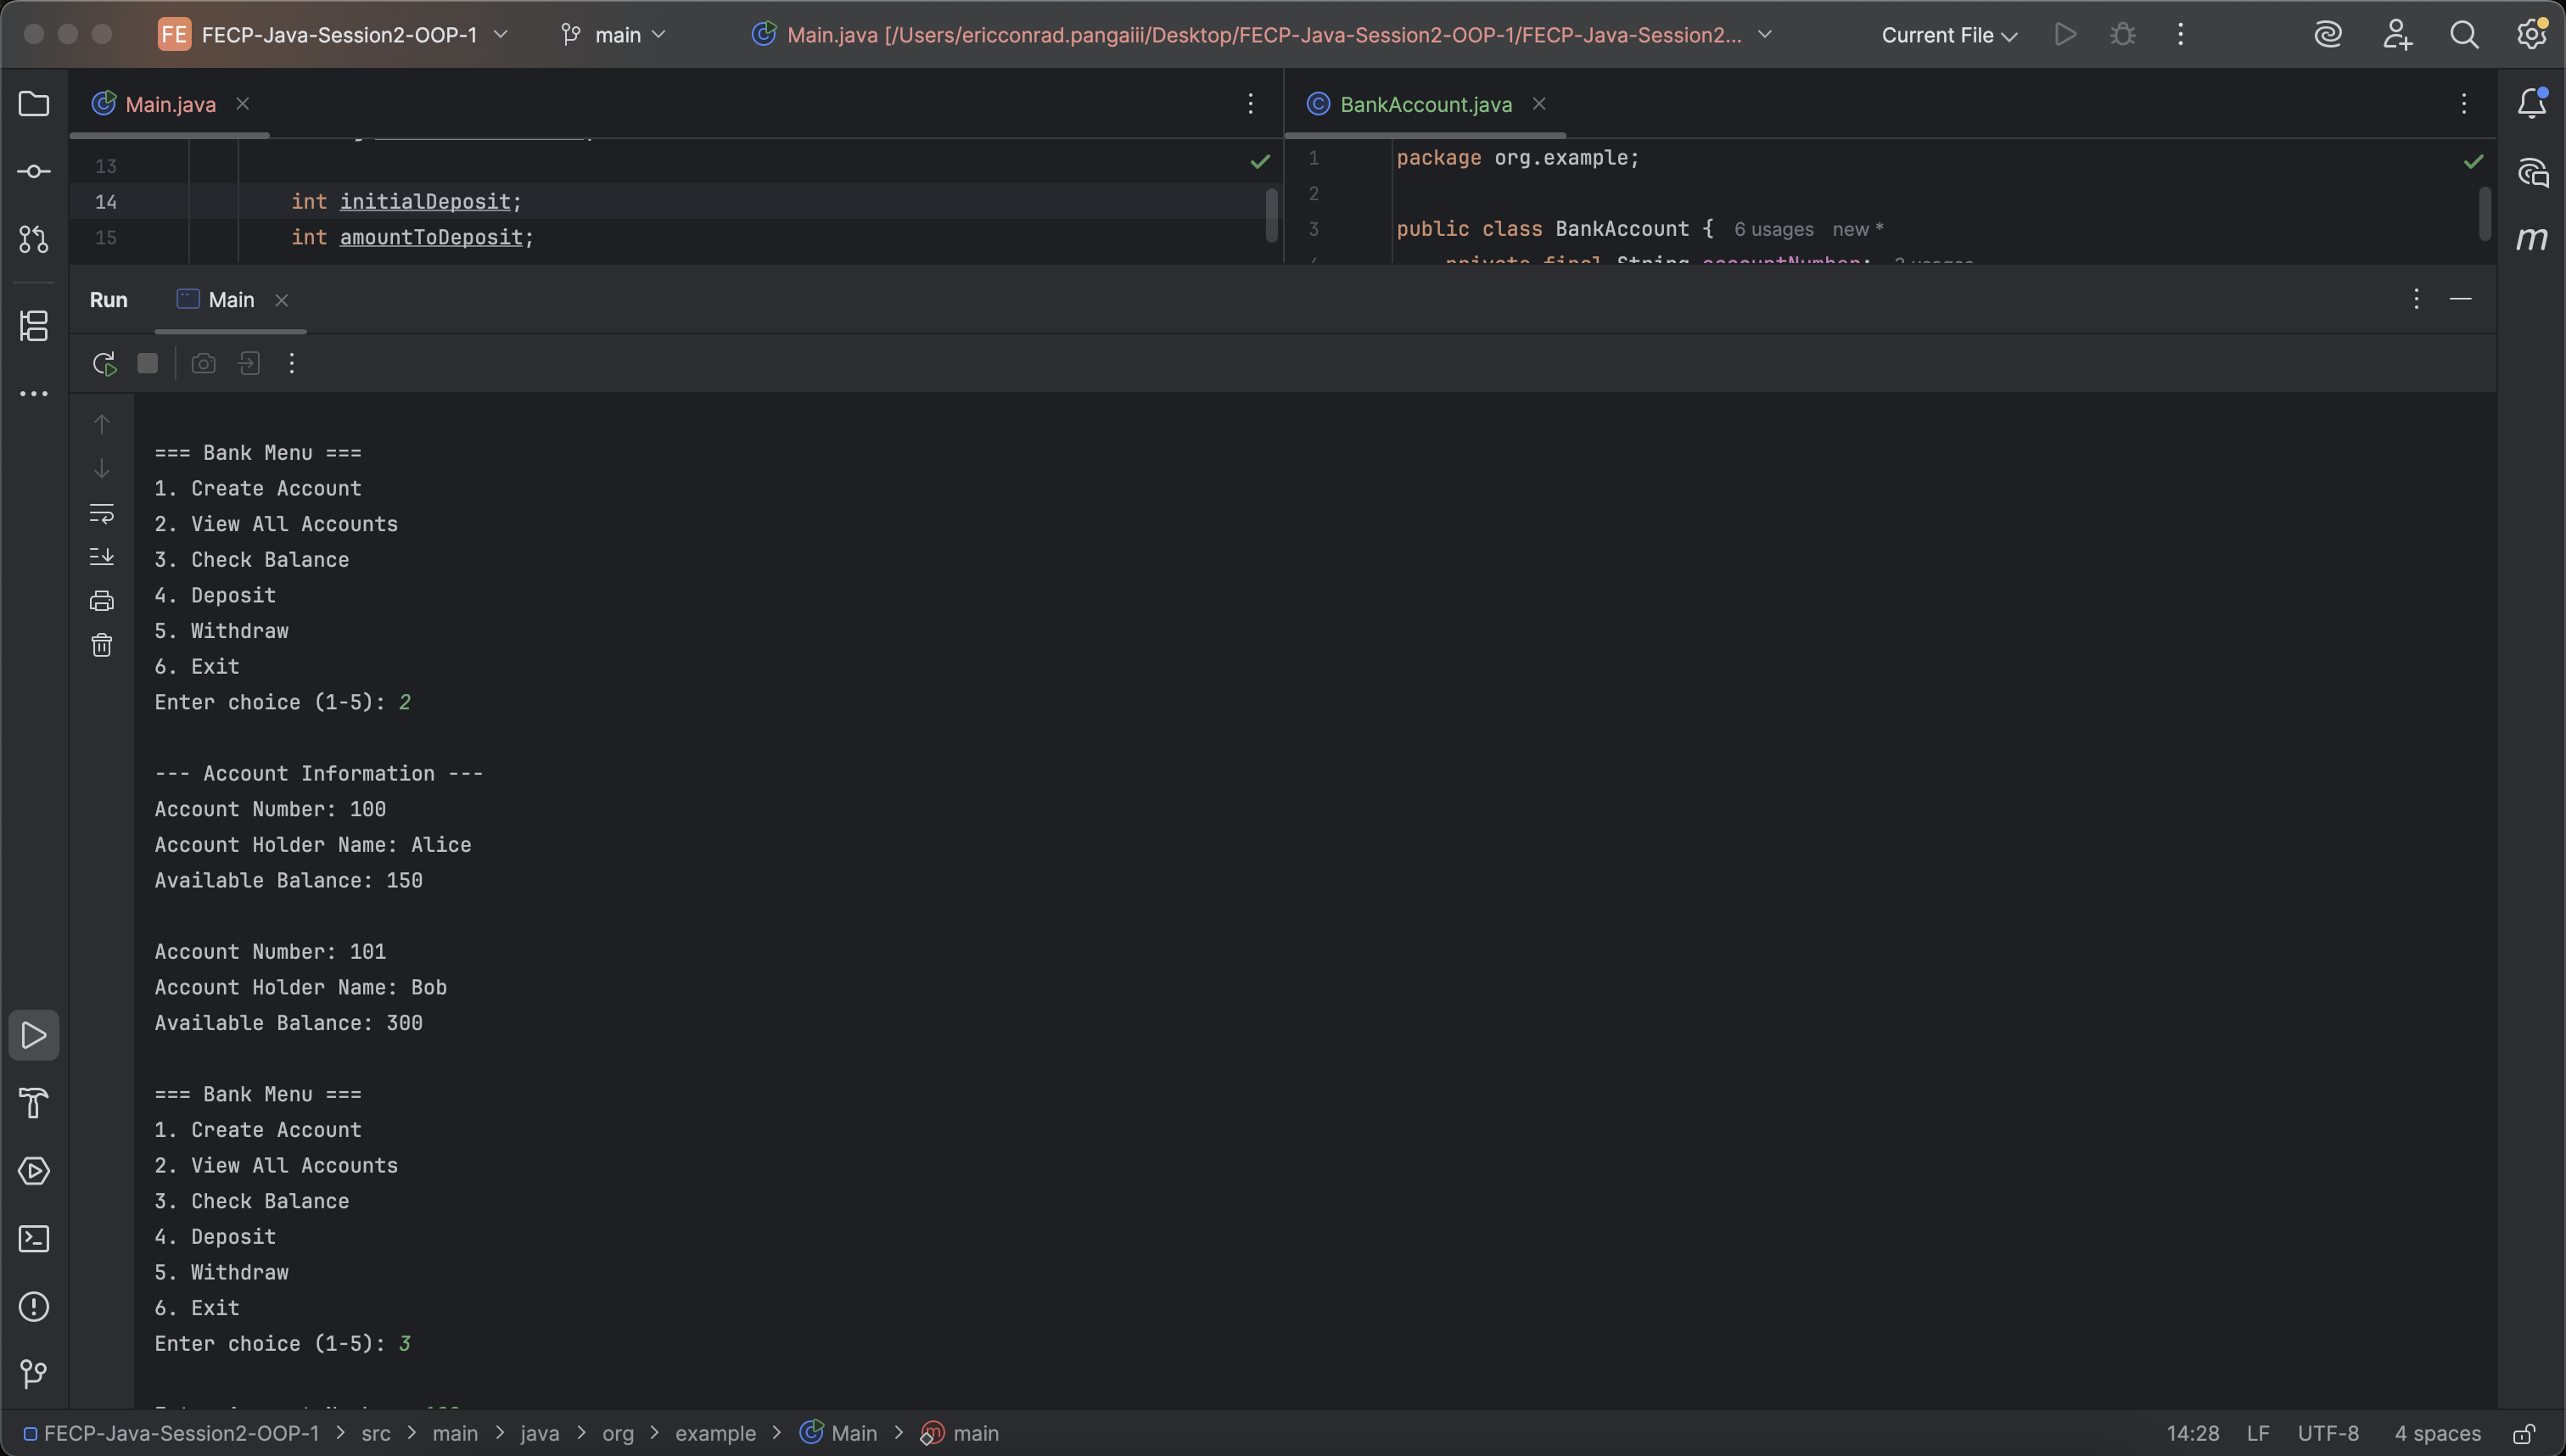 FE FECP-Java-Session2-OOP-1 main Main.java [/Users/ericconrad.pangaiii/Desktop/FECP-Java-Session2-OOP-1/FECP-Java-Session2... Current File
Main.java
BankAccount.java
13
14 int initialDeposit;
15 int amountToDeposit;
1 package org.example;
2
3 public class BankAccount { 6 usages new *
private final String accountNumber;
Run Main
=== Bank Menu ===
1. Create Account
2. View All Accounts
3. Check Balance
4. Deposit
5. Withdraw
6. Exit
Enter choice (1-5): 2
--- Account Information ---
Account Number: 100
Account Holder Name: Alice
Available Balance: 150
Account Number: 101
Account Holder Name: Bob
Available Balance: 300
=== Bank Menu ===
1. Create Account
2. View All Accounts
3. Check Balance
4. Deposit
5. Withdraw
6. Exit
Enter choice (1-5): 3
FECP-Java-Session2-OOP-1 > src > main > java > org > example > Main > main 14:28 LF UTF-8 4 spaces